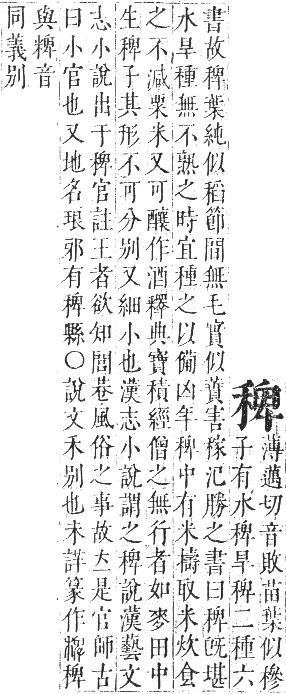 稗薄邁切音敗苗葉似穇
子有水稗旱稗二種六
書故稗葉純似稻節間無毛實似䔖害稼氾勝之書曰稗旣堪
水旱種無不熟之時宜種之以備凶年稗中有米擣取米炊食
之不減粟米又可釀作酒釋典寶積經僧之無行者如麥田中
生稗子其形不可分別又細小也漢志小說謂之稗說漢藝文
志小說出于稗官註王者欲知閭巷風俗之事故立是官師古
曰小官也又地名琅邪有稗縣○說文禾別也未詳篆作稗稗
與粺音
同義別